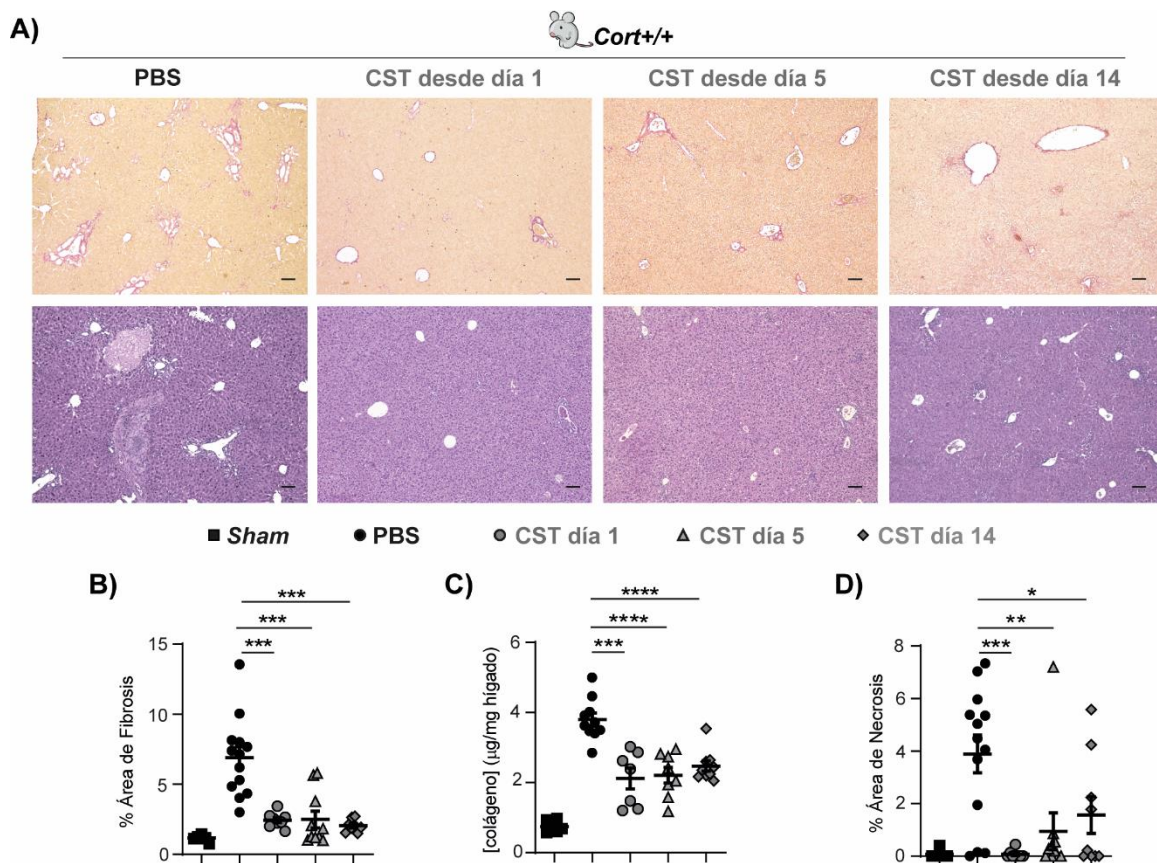 A)
Cort+/+
PBS
CST desde día 1
CST desde día 5
CST desde día 14
Sham
PBS
CST día 1
CST día 5
CST día 14
B)
***
***
***
% Área de Fibrosis
15
10
5
0
C)
****
****
***
[colágeno] (μg/mg hígado)
6
4
2
0
D)
*
**
***
% Área de Necrosis
8
6
4
2
0